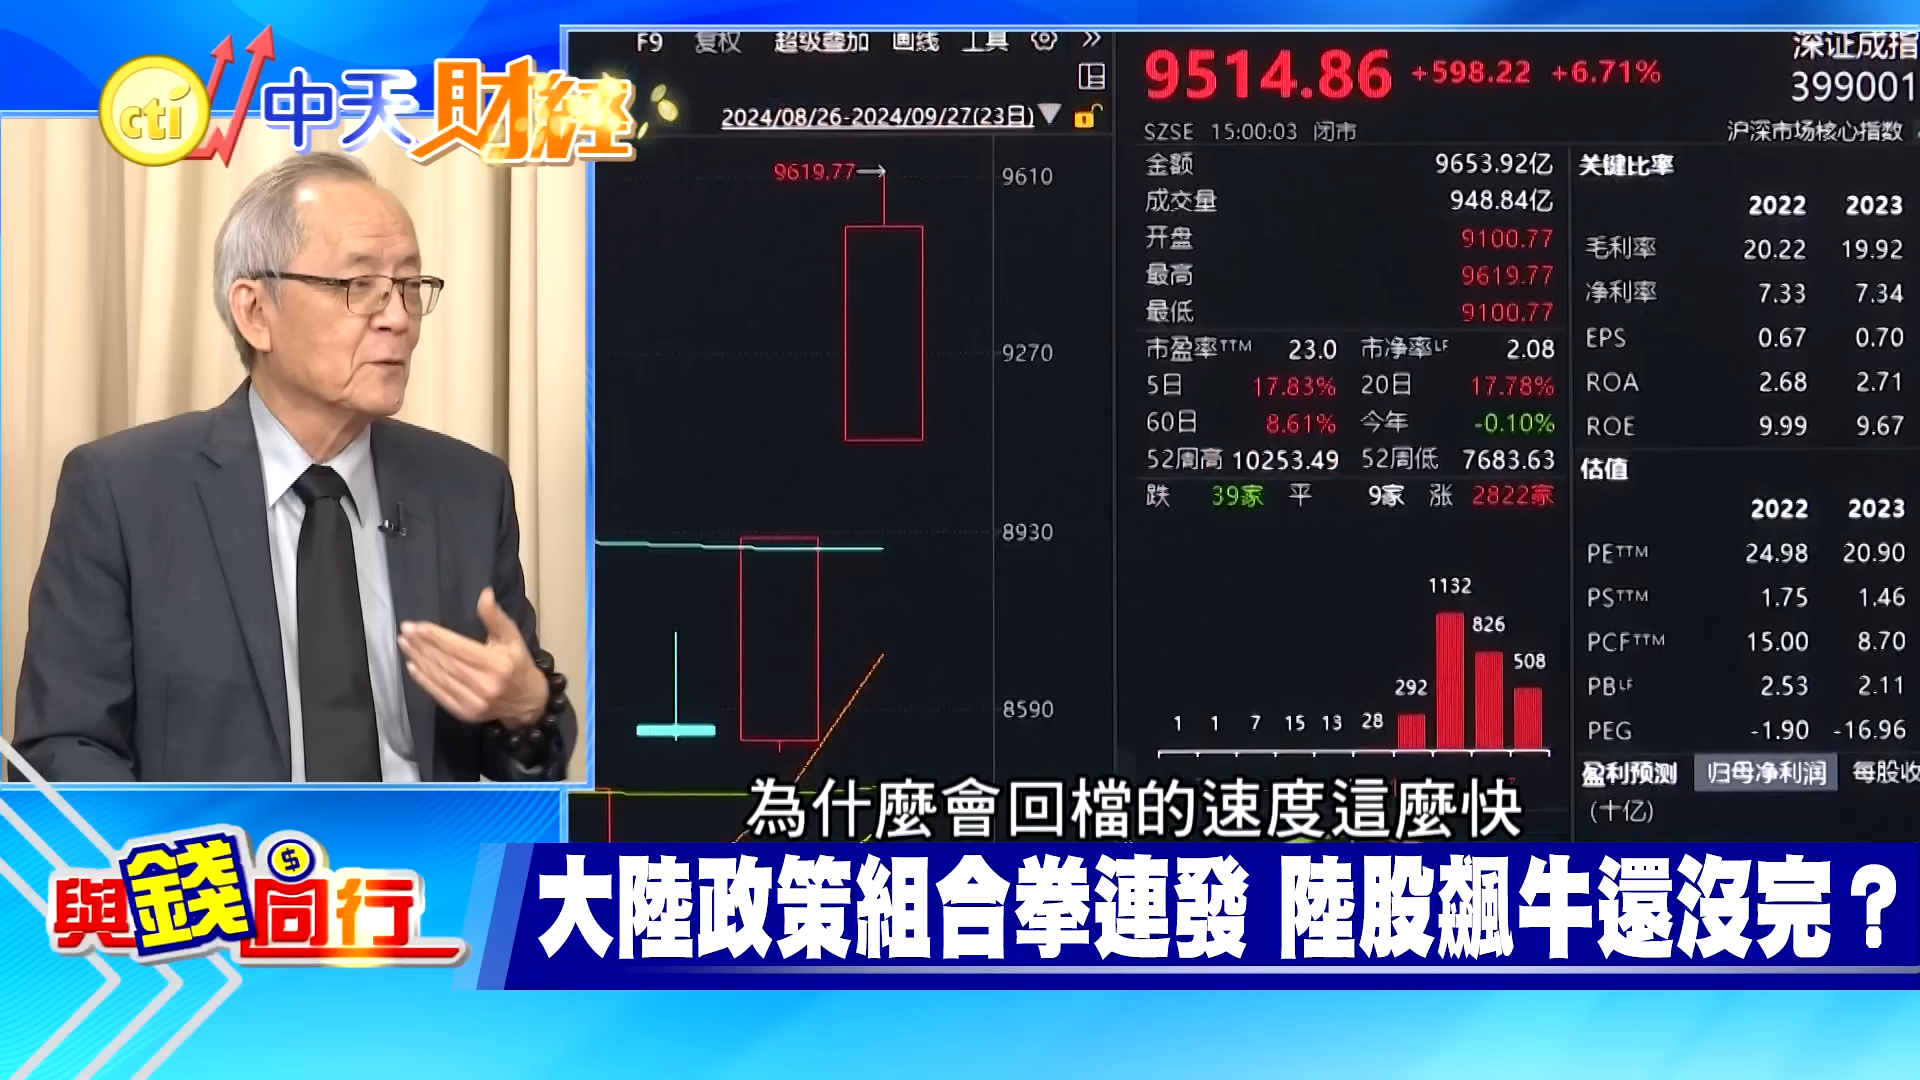 cti 中天財經
F9 复权 超级叠加 画线 工具 »
2024/08/26-2024/09/27(23日)
9619.77
9610
9270
8930
8590
9514.86 +598.22 +6.71%
深证成指
399001
SZSE 15:00:03 闭市
沪深市场核心指数
金额 9653.92亿
成交量 948.84亿
开盘 9100.77
最高 9619.77
最低 9100.77
市盈率TTM 23.0 市净率LF 2.08
5日 17.83% 20日 17.78%
60日 8.61% 今年 -0.10%
52周高 10253.49 52周低 7683.63
跌 39家 平 9家 涨 2822家
1 1 7 15 13 28 292 1132 826 508
关键比率
2022 2023
毛利率 20.22 19.92
净利率 7.33 7.34
EPS 0.67 0.70
ROA 2.68 2.71
ROE 9.99 9.67
估值
2022 2023
PETTM 24.98 20.90
PSTTM 1.75 1.46
PCFTTM 15.00 8.70
PBLF 2.53 2.11
PEG -1.90 -16.96
盈利预测 归母净利润 每股收
(十亿)
為什麼會回檔的速度這麼快
與錢同行
大陸政策組合拳連發 陸股飆牛還沒完？